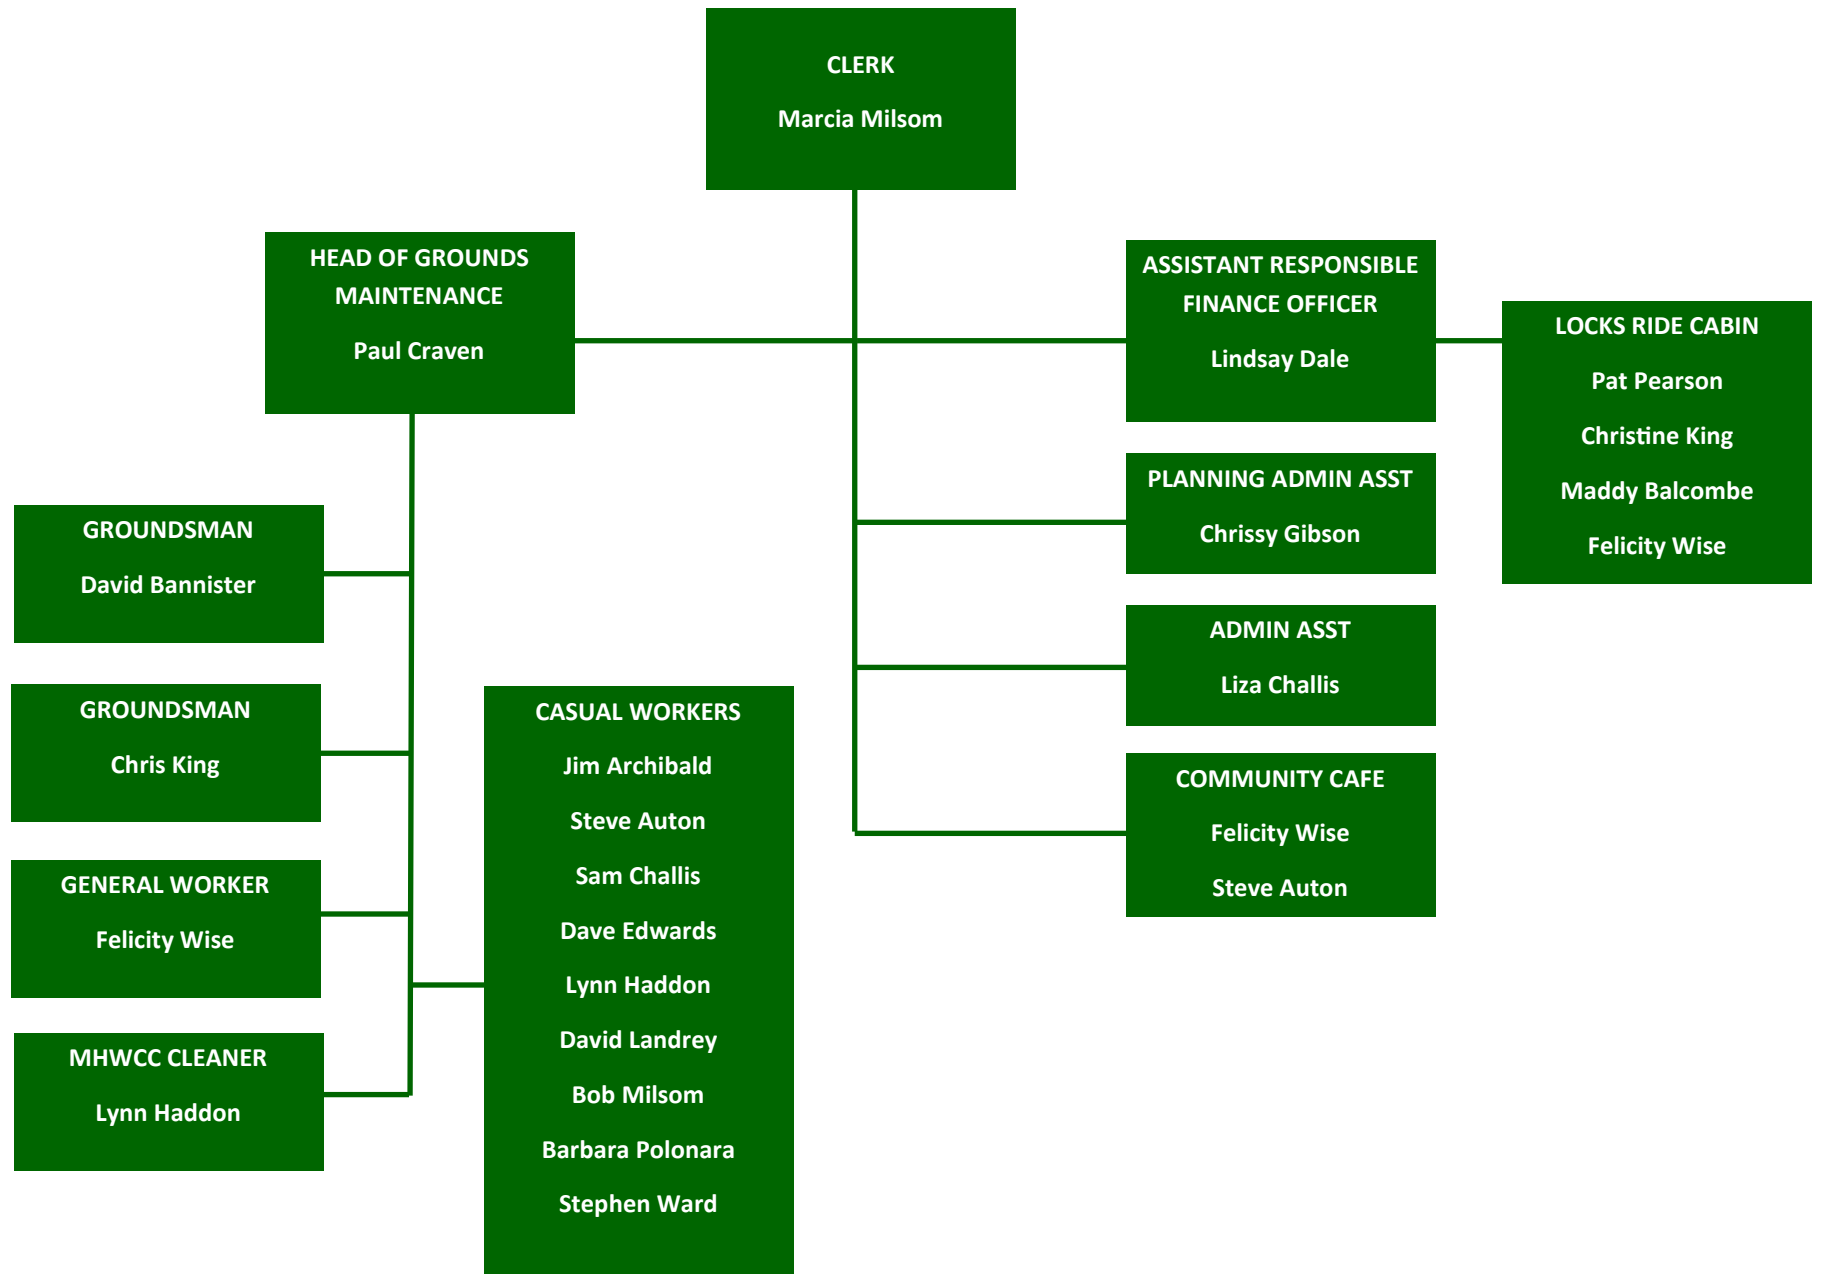 CLERK
Marcia Milsom
HEAD OF GROUNDS
MAINTENANCE
Paul Craven
ASSISTANT RESPONSIBLE
FINANCE OFFICER
Lindsay Dale
LOCKS RIDE CABIN
Pat Pearson
Christine King
Maddy Balcombe
Felicity Wise
PLANNING ADMIN ASST
Chrissy Gibson
ADMIN ASST
Liza Challis
COMMUNITY CAFE
Felicity Wise
Steve Auton
GROUNDSMAN
David Bannister
GROUNDSMAN
Chris King
GENERAL WORKER
Felicity Wise
MHWCC CLEANER
Lynn Haddon
CASUAL WORKERS
Jim Archibald
Steve Auton
Sam Challis
Dave Edwards
Lynn Haddon
David Landrey
Bob Milsom
Barbara Polonara
Stephen Ward